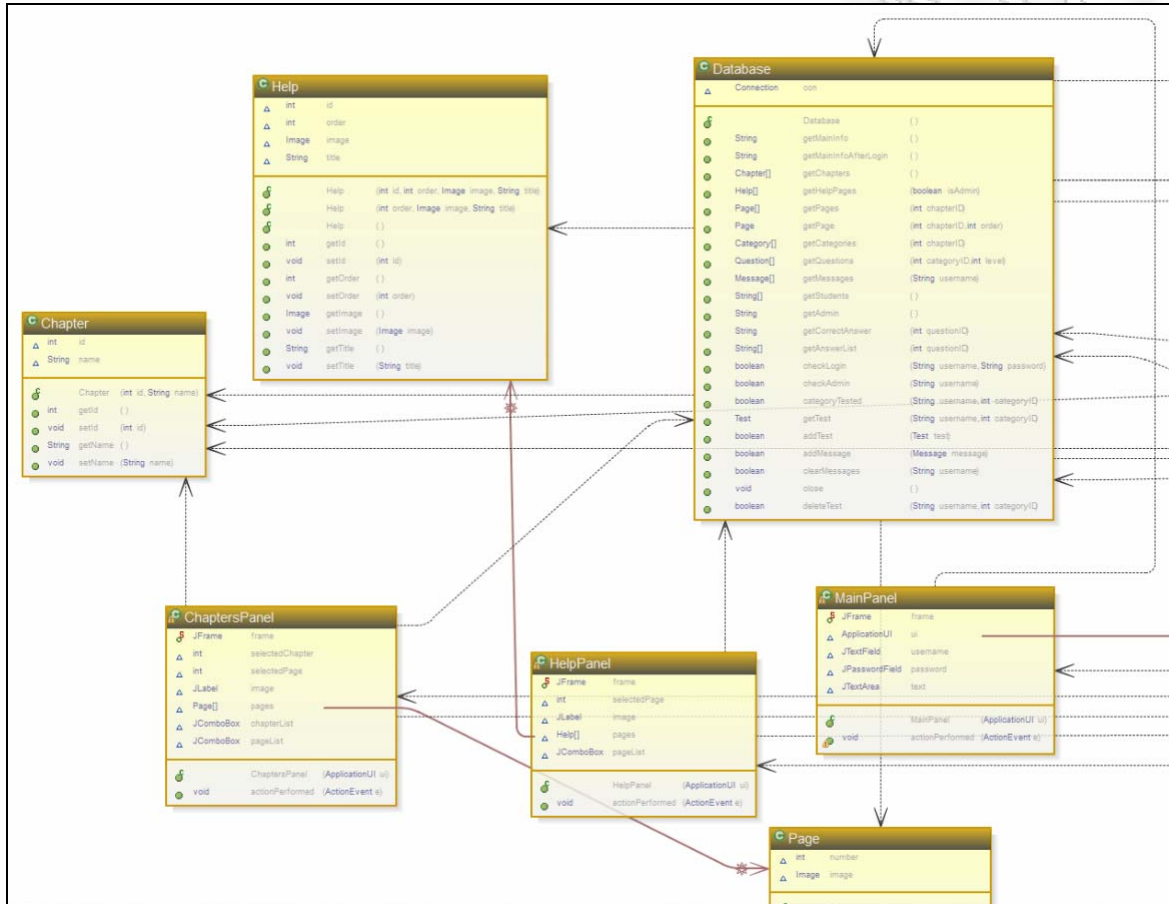 Database
Connection con
Database ( )
String getMainInfo ( )
String getMainInfoAfterLogin ( )
Chapter[] getChapters ( )
Help[] getHelpPages (boolean isAdmin)
Page[] getPages (int chapterID)
Page getPage (int chapterID, int order)
Category[] getCategories (int chapterID)
Question[] getQuestions (int categoryID, int level)
Message[] getMessages (String username)
String[] getStudents ( )
String getAdmin ( )
String getCorrectAnswer (int questionID)
String[] getAnswerList (int questionID)
boolean checkLogin (String username, String password)
boolean checkAdmin (String username)
boolean categoryTested (String username, int categoryID)
Test getTest (String username, int categoryID)
boolean addTest (Test test)
boolean addMessage (Message message)
boolean clearMessages (String username)
void close ( )
boolean deleteTest (String username, int categoryID)
Help
int id
int order
Image image
String title
Help (int id, int order, Image image, String title)
Help (int order, Image image, String title)
Help ( )
int getId ( )
void setId (int id)
int getOrder ( )
void setOrder (int order)
Image getImage ( )
void setImage (Image image)
String getTitle ( )
void setTitle (String title)
Chapter
int id
String name
Chapter (int id, String name)
int getId ( )
void setId (int id)
String getName ( )
void setName (String name)
ChaptersPanel
JFrame frame
int selectedChapter
int selectedPage
JLabel image
Page[] pages
JComboBox chapterList
JComboBox pageList
ChaptersPanel (ApplicationUI ui)
void actionPerformed (ActionEvent e)
HelpPanel
JFrame frame
int selectedPage
JLabel image
Help[] pages
JComboBox pageList
HelpPanel (ApplicationUI ui)
void actionPerformed (ActionEvent e)
MainPanel
JFrame frame
ApplicationUI ui
JTextField username
JPasswordField password
JTextArea text
MainPanel (ApplicationUI ui)
void actionPerformed (ActionEvent e)
Page
int number
Image image